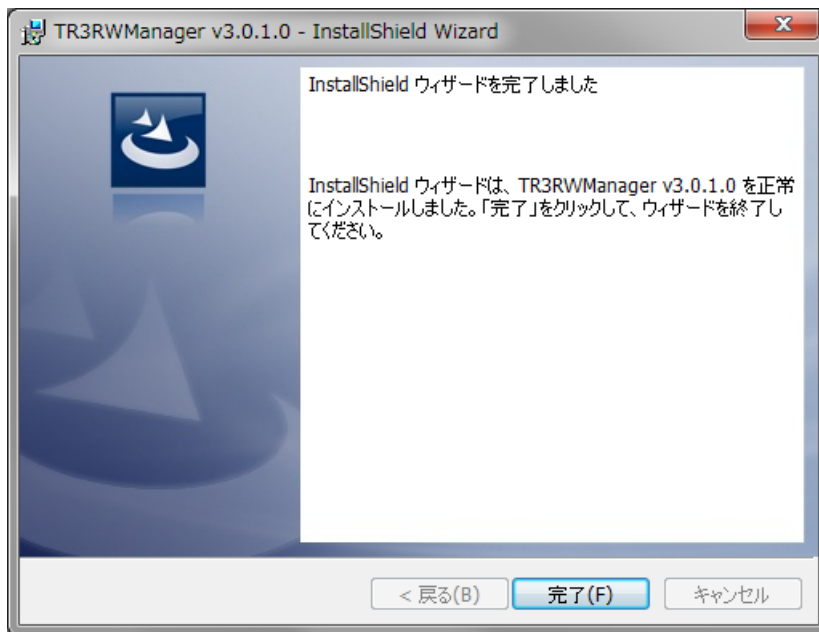 TR3RWManager v3.0.1.0 - InstallShield Wizard
InstallShield ウィザードを完了しました
InstallShield ウィザードは、TR3RWManager v3.0.1.0 を正常
にインストールしました。「完了」をクリックして、ウィザードを終了し
てください。
< 戻る(B)
完了(F)
キャンセル